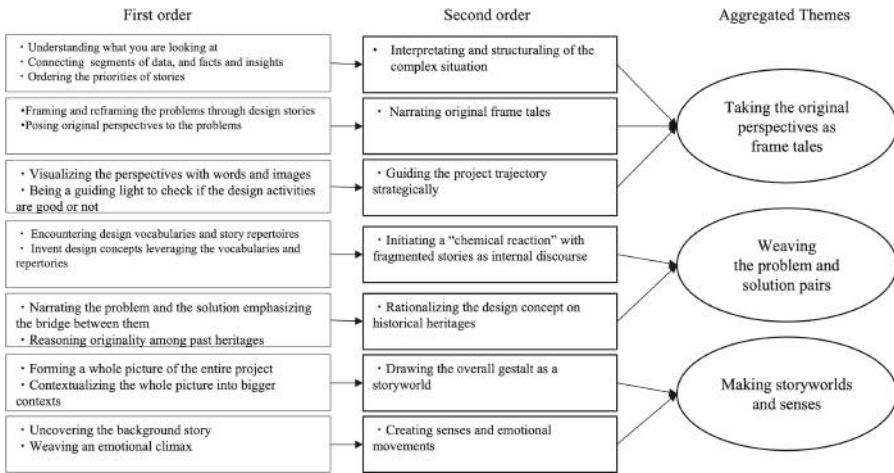 First order
Second order
Aggregated Themes
・Understanding what you are looking at
・Connecting segments of data, and facts and insights
・Ordering the priorities of stories
• Interpretating and structuraling of the
complex situation
•Framing and reframing the problems through design stories
•Posing original perspectives to the problems
・Narrating original frame tales
Taking the original
perspectives as
frame tales
・Visualizing the perspectives with words and images
・Being a guiding light to check if the design activities
are good or not
・Guiding the project trajectory
strategically
・Encountering design vocabularies and story repertoires
・Invent design concepts leveraging the vocabularies and
repertories
・Initiating a “chemical reaction” with
fragmented stories as internal discourse
Weaving
the problem and
solution pairs
・Narrating the problem and the solution emphasizing
the bridge between them
・Reasoning originality among past heritages
・Rationalizing the design concept on
historical heritages
・Forming a whole picture of the entire project
・Contextualizing the whole picture into bigger
contexts
・Drawing the overall gestalt as a
storyworld
Making storyworlds
and senses
・Uncovering the background story
・Weaving an emotional climax
・Creating senses and emotional
movements